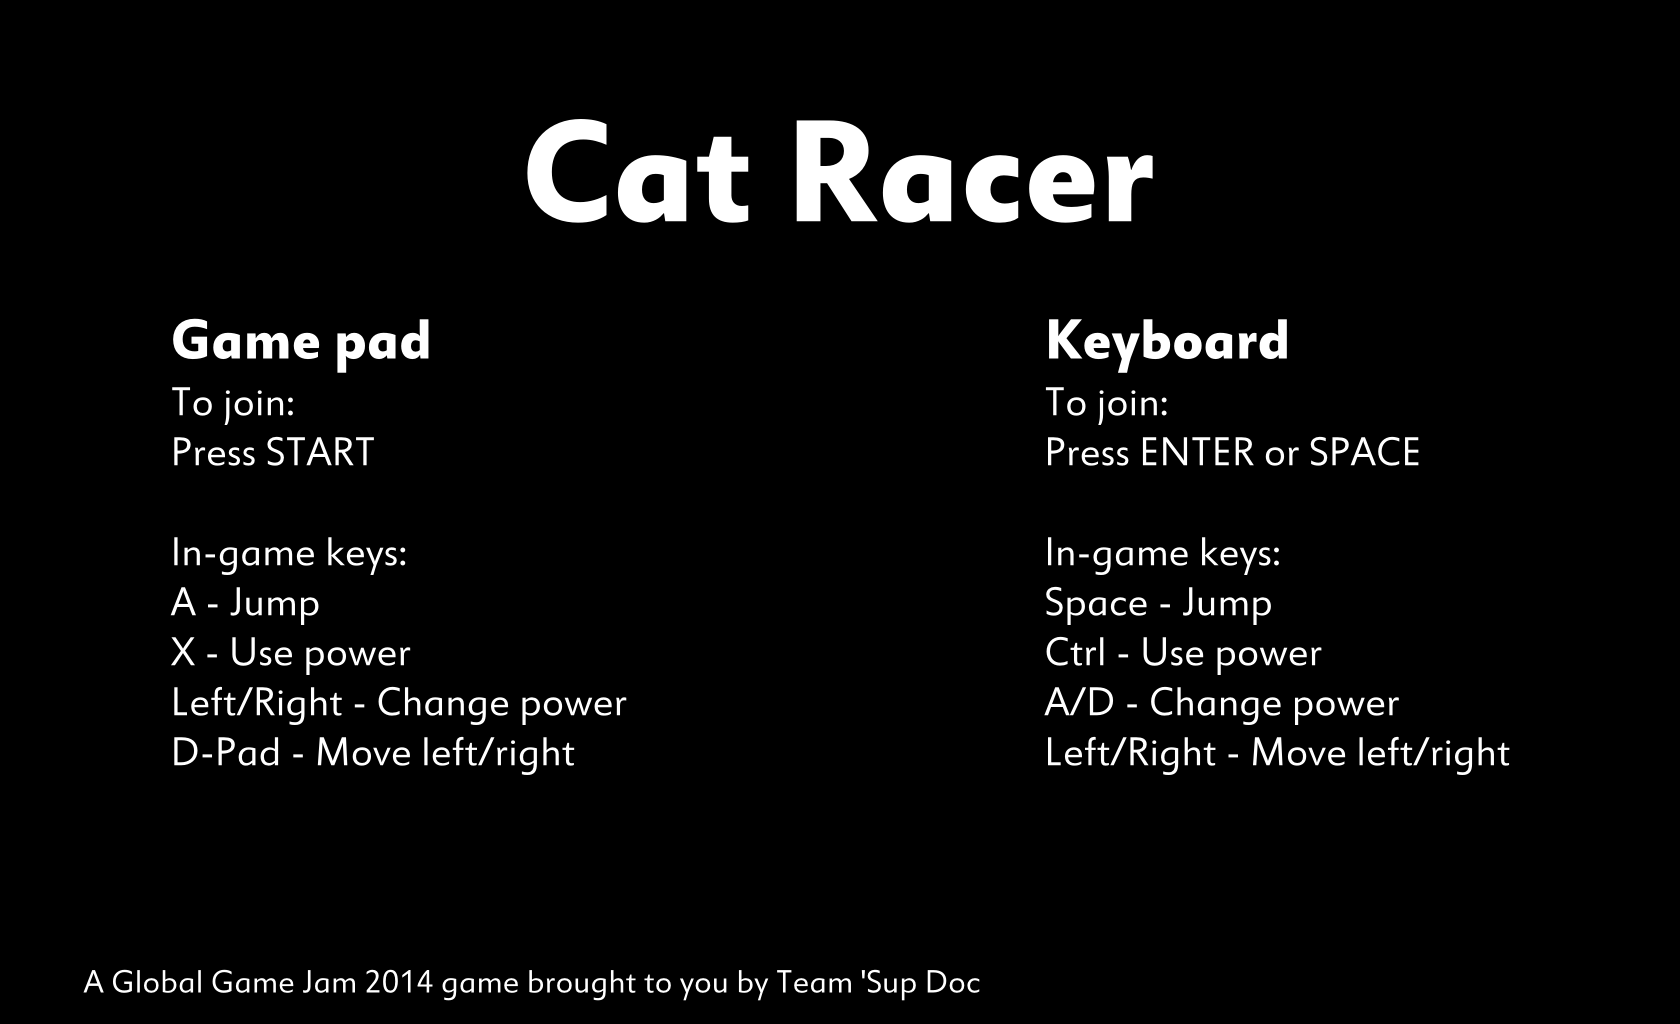 Cat Racer
Game pad
To join:
Press START
In-game keys:
A - Jump
X - Use power
Left/Right - Change power
D-Pad - Move left/right
Keyboard
To join:
Press ENTER or SPACE
In-game keys:
Space - Jump
Ctrl - Use power
A/D - Change power
Left/Right - Move left/right
A Global Game Jam 2014 game brought to you by Team 'Sup Doc